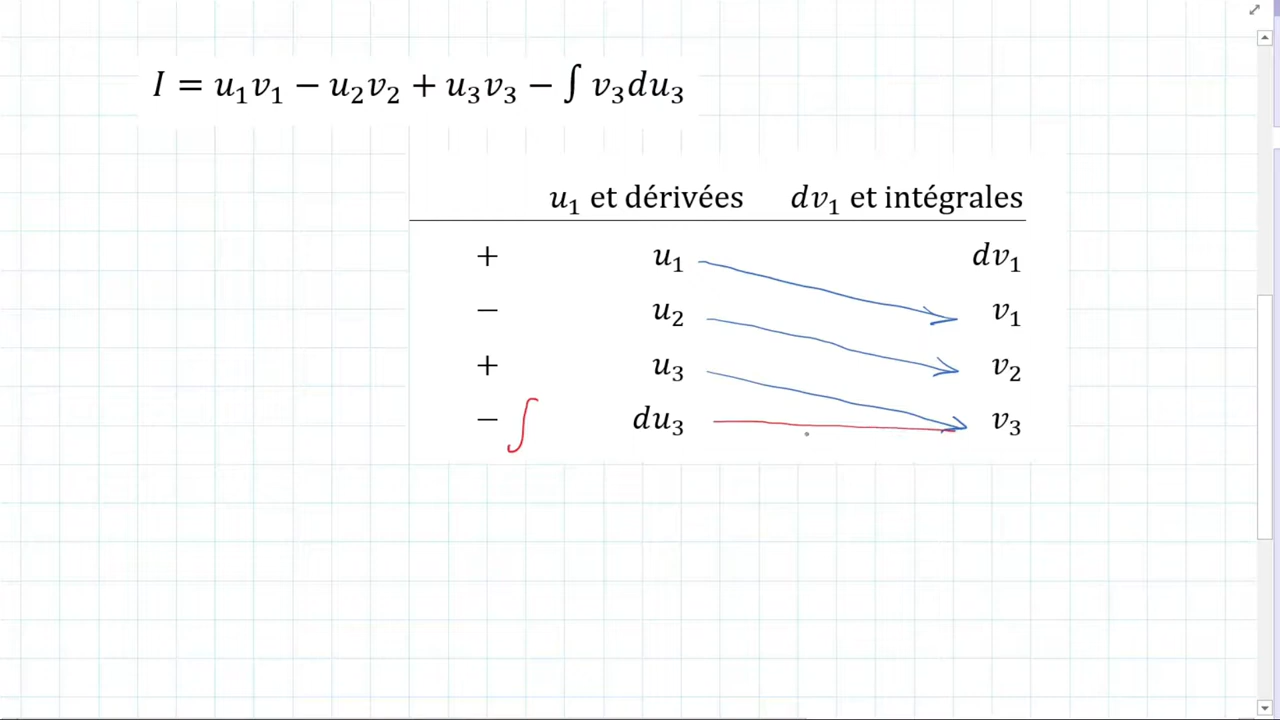 I = u₁v₁ − u₂v₂ + u₃v₃ − ∫ v₃du₃
u₁ et dérivées dv₁ et intégrales
+ u₁ dv₁
− u₂ v₁
+ u₃ v₂
− ∫ du₃ v₃